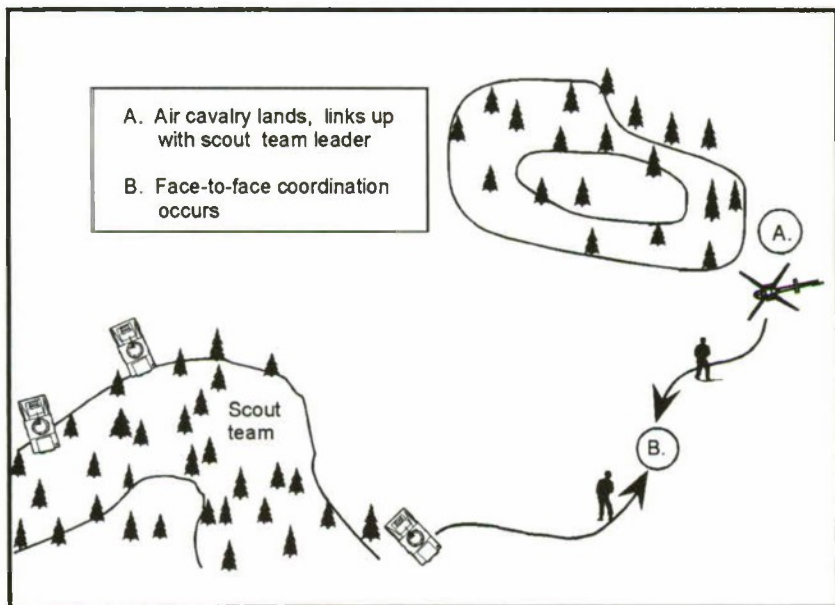 A. Air cavalry lands, links up
with scout team leader
B. Face-to-face coordination
occurs
A.
Scout
team
B.